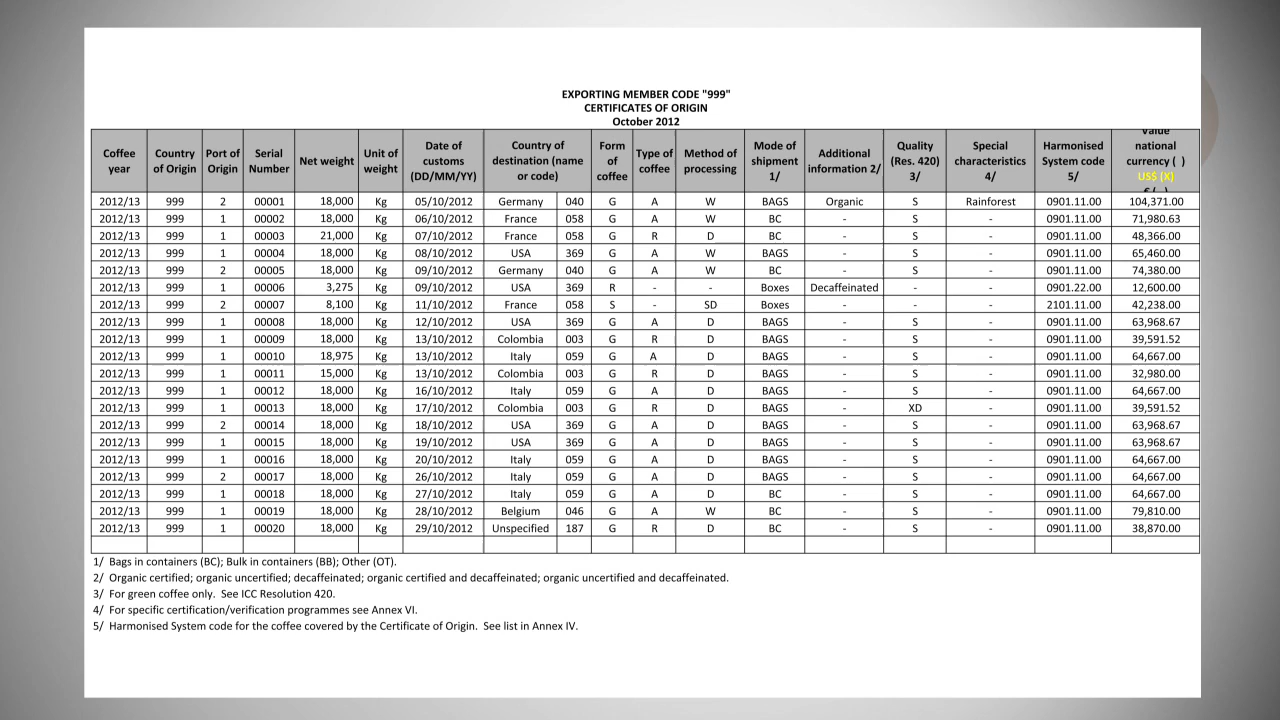 EXPORTING MEMBER CODE "999"
CERTIFICATES OF ORIGIN
October 2012
Coffee year | Country of Origin | Port of Origin | Serial Number | Net weight | Unit of weight | Date of customs (DD/MM/YY) | Country of destination (name or code) | Form of coffee | Type of coffee | Method of processing | Mode of shipment 1/ | Additional information 2/ | Quality (Res. 420) 3/ | Special characteristics 4/ | Harmonised System code 5/ | Value national currency ( ) US$ (X) € ( )
2012/13 999 2 00001 18,000 Kg 05/10/2012 Germany 040 G A W BAGS Organic S Rainforest 0901.11.00 104,371.00
2012/13 999 1 00002 18,000 Kg 06/10/2012 France 058 G A W BC - S - 0901.11.00 71,980.63
2012/13 999 1 00003 21,000 Kg 07/10/2012 France 058 G R D BC - S - 0901.11.00 48,366.00
2012/13 999 1 00004 18,000 Kg 08/10/2012 USA 369 G A W BAGS - S - 0901.11.00 65,460.00
2012/13 999 2 00005 18,000 Kg 09/10/2012 Germany 040 G A W BC - S - 0901.11.00 74,380.00
2012/13 999 1 00006 3,275 Kg 09/10/2012 USA 369 R - - Boxes Decaffeinated - - 0901.22.00 12,600.00
2012/13 999 2 00007 8,100 Kg 11/10/2012 France 058 S - SD Boxes - - - 2101.11.00 42,238.00
2012/13 999 1 00008 18,000 Kg 12/10/2012 USA 369 G A D BAGS - S - 0901.11.00 63,968.67
2012/13 999 1 00009 18,000 Kg 13/10/2012 Colombia 003 G R D BAGS - S - 0901.11.00 39,591.52
2012/13 999 1 00010 18,975 Kg 13/10/2012 Italy 059 G A D BAGS - S - 0901.11.00 64,667.00
2012/13 999 1 00011 15,000 Kg 13/10/2012 Colombia 003 G R D BAGS - S - 0901.11.00 32,980.00
2012/13 999 1 00012 18,000 Kg 16/10/2012 Italy 059 G A D BAGS - S - 0901.11.00 64,667.00
2012/13 999 1 00013 18,000 Kg 17/10/2012 Colombia 003 G R D BAGS - XD - 0901.11.00 39,591.52
2012/13 999 2 00014 18,000 Kg 18/10/2012 USA 369 G A D BAGS - S - 0901.11.00 63,968.67
2012/13 999 1 00015 18,000 Kg 19/10/2012 USA 369 G A D BAGS - S - 0901.11.00 63,968.67
2012/13 999 1 00016 18,000 Kg 20/10/2012 Italy 059 G A D BAGS - S - 0901.11.00 64,667.00
2012/13 999 2 00017 18,000 Kg 26/10/2012 Italy 059 G A D BAGS - S - 0901.11.00 64,667.00
2012/13 999 1 00018 18,000 Kg 27/10/2012 Italy 059 G A D BC - S - 0901.11.00 64,667.00
2012/13 999 1 00019 18,000 Kg 28/10/2012 Belgium 046 G A W BC - S - 0901.11.00 79,810.00
2012/13 999 1 00020 18,000 Kg 29/10/2012 Unspecified 187 G R D BC - S - 0901.11.00 38,870.00
1/ Bags in containers (BC); Bulk in containers (BB); Other (OT).
2/ Organic certified; organic uncertified; decaffeinated; organic certified and decaffeinated; organic uncertified and decaffeinated.
3/ For green coffee only. See ICC Resolution 420.
4/ For specific certification/verification programmes see Annex VI.
5/ Harmonised System code for the coffee covered by the Certificate of Origin. See list in Annex IV.